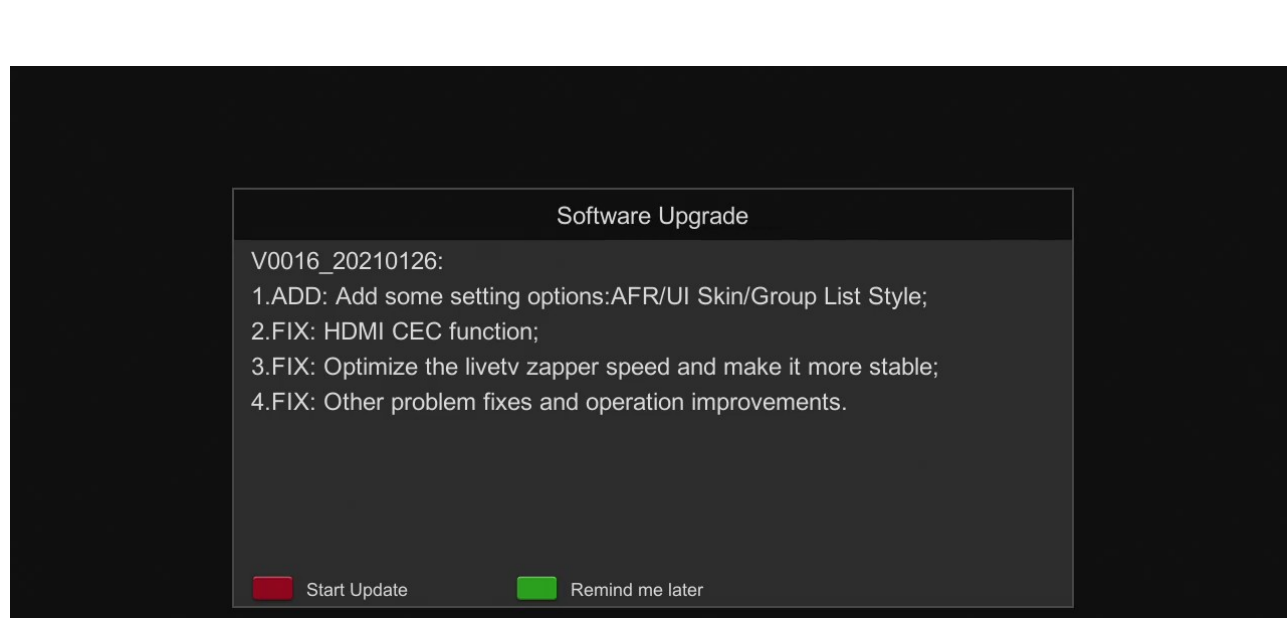 Software Upgrade
V0016_20210126:
1.ADD: Add some setting options:AFR/UI Skin/Group List Style;
2.FIX: HDMI CEC function;
3.FIX: Optimize the livetv zapper speed and make it more stable;
4.FIX: Other problem fixes and operation improvements.
Start Update
Remind me later